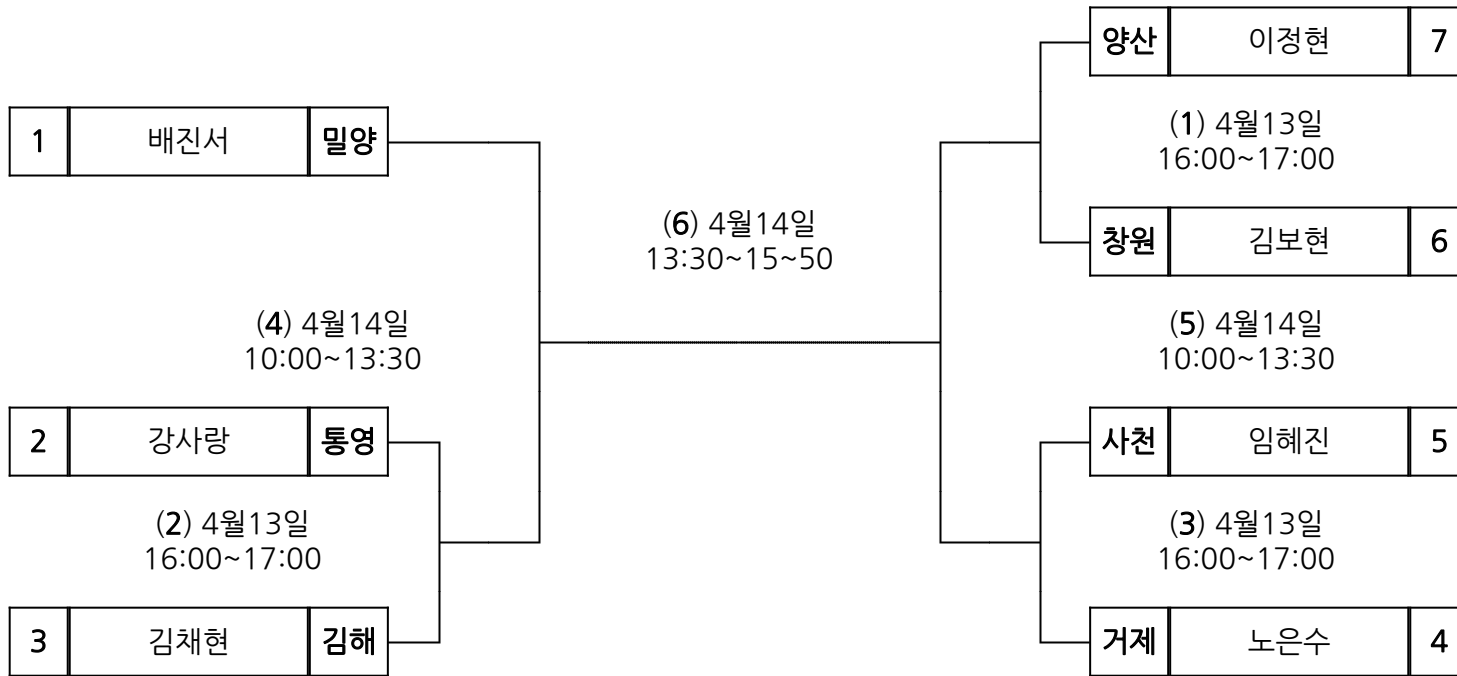 양산 이정현 7
1 배진서 밀양
(1) 4월13일
16:00~17:00
(6) 4월14일
13:30~15~50
창원 김보현 6
(4) 4월14일
10:00~13:30
(5) 4월14일
10:00~13:30
2 강사랑 통영
사천 임혜진 5
(2) 4월13일
16:00~17:00
(3) 4월13일
16:00~17:00
3 김채현 김해
거제 노은수 4